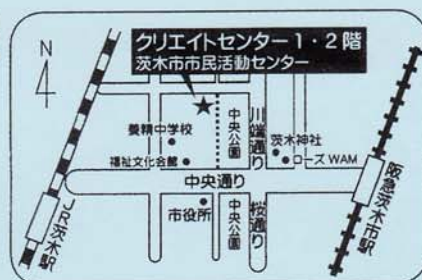 N
クリエイトセンター1・2階
茨木市市民活動センター
養精中学校
福祉文化会館
中央公園
川端通り
茨木神社
ローズWAM
中央通り
市役所
中央公園
桜通り
JR茨木駅
阪急茨木市駅